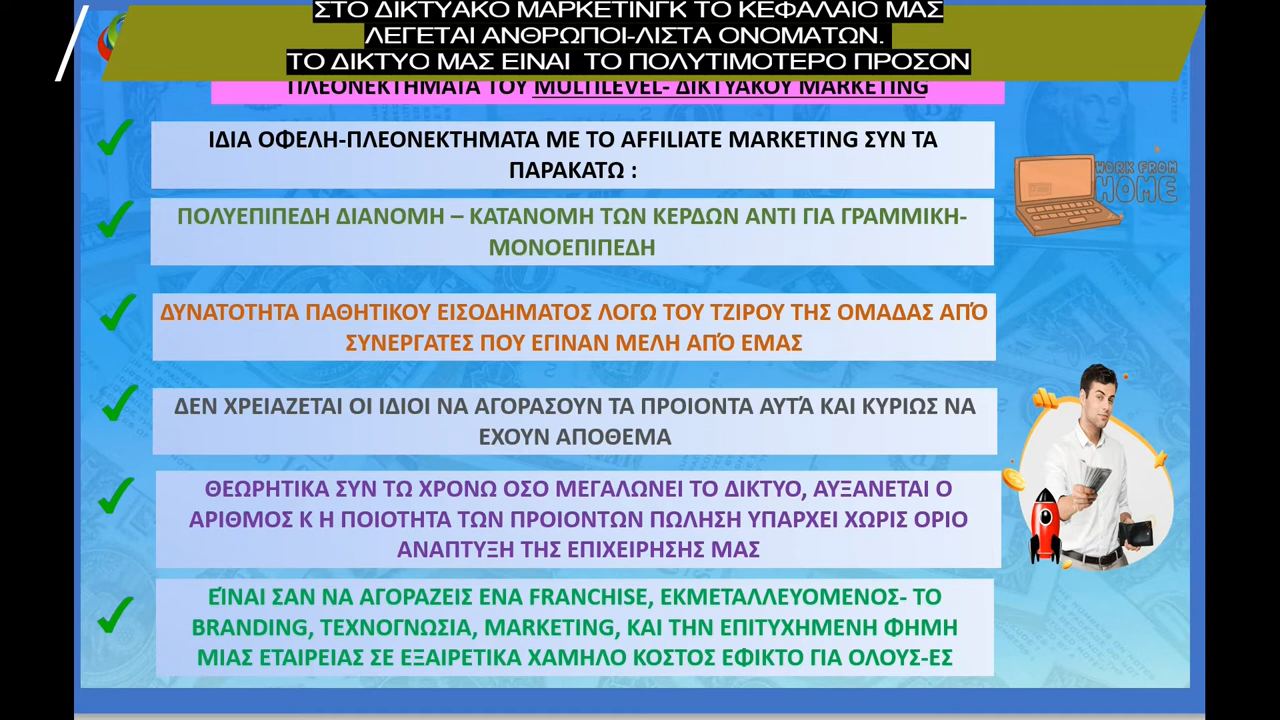 ΣΤΟ ΔΙΚΤΥΑΚΟ ΜΑΡΚΕΤΙΝΓΚ ΤΟ ΚΕΦΑΛΑΙΟ ΜΑΣ
ΛΕΓΕΤΑΙ ΑΝΘΡΩΠΟΙ-ΛΙΣΤΑ ΟΝΟΜΑΤΩΝ.
ΤΟ ΔΙΚΤΥΟ ΜΑΣ ΕΙΝΑΙ ΤΟ ΠΟΛΥΤΙΜΟΤΕΡΟ ΠΡΟΣΟΝ
ΠΛΕΟΝΕΚΤΗΜΑΤΑ ΤΟΥ MULTILEVEL- ΔΙΚΤΥΑΚΟΥ MARKETING
ΙΔΙΑ ΟΦΕΛΗ-ΠΛΕΟΝΕΚΤΗΜΑΤΑ ΜΕ ΤΟ AFFILIATE MARKETING ΣΥΝ ΤΑ
ΠΑΡΑΚΑΤΩ :
ΠΟΛΥΕΠΙΠΕΔΗ ΔΙΑΝΟΜΗ – ΚΑΤΑΝΟΜΗ ΤΩΝ ΚΕΡΔΩΝ ΑΝΤΙ ΓΙΑ ΓΡΑΜΜΙΚΗ-
ΜΟΝΟΕΠΙΠΕΔΗ
WORK FROM
HOME
ΔΥΝΑΤΟΤΗΤΑ ΠΑΘΗΤΙΚΟΥ ΕΙΣΟΔΗΜΑΤΟΣ ΛΟΓΩ ΤΟΥ ΤΖΙΡΟΥ ΤΗΣ ΟΜΑΔΑΣ ΑΠΌ
ΣΥΝΕΡΓΑΤΕΣ ΠΟΥ ΕΓΙΝΑΝ ΜΕΛΗ ΑΠΌ ΕΜΑΣ
ΔΕΝ ΧΡΕΙΑΖΕΤΑΙ ΟΙ ΙΔΙΟΙ ΝΑ ΑΓΟΡΑΣΟΥΝ ΤΑ ΠΡΟΙΟΝΤΑ ΑΥΤΆ ΚΑΙ ΚΥΡΙΩΣ ΝΑ
ΕΧΟΥΝ ΑΠΟΘΕΜΑ
ΘΕΩΡΗΤΙΚΑ ΣΥΝ ΤΩ ΧΡΟΝΩ ΟΣΟ ΜΕΓΑΛΩΝΕΙ ΤΟ ΔΙΚΤΥΟ, ΑΥΞΑΝΕΤΑΙ Ο
ΑΡΙΘΜΟΣ Κ Η ΠΟΙΟΤΗΤΑ ΤΩΝ ΠΡΟΙΟΝΤΩΝ ΠΩΛΗΣΗ ΥΠΑΡΧΕΙ ΧΩΡΙΣ ΟΡΙΟ
ΑΝΑΠΤΥΞΗ ΤΗΣ ΕΠΙΧΕΙΡΗΣΗΣ ΜΑΣ
ΕΊΝΑΙ ΣΑΝ ΝΑ ΑΓΟΡΑΖΕΙΣ ΕΝΑ FRANCHISE, ΕΚΜΕΤΑΛΛΕΥΟΜΕΝΟΣ- ΤΟ
BRANDING, ΤΕΧΝΟΓΝΩΣΙΑ, MARKETING, ΚΑΙ ΤΗΝ ΕΠΙΤΥΧΗΜΕΝΗ ΦΗΜΗ
ΜΙΑΣ ΕΤΑΙΡΕΙΑΣ ΣΕ ΕΞΑΙΡΕΤΙΚΑ ΧΑΜΗΛΟ ΚΟΣΤΟΣ ΕΦΙΚΤΟ ΓΙΑ ΟΛΟΥΣ-ΕΣ